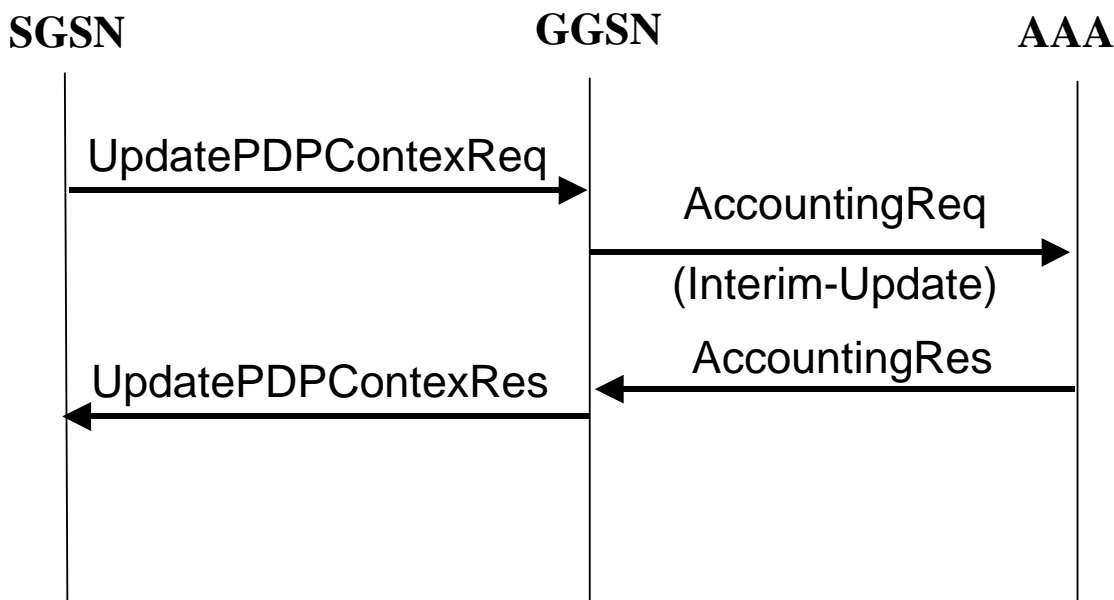 SGSN
GGSN
AAA
UpdatePDPContexReq
AccountingReq
(Interim-Update)
AccountingRes
UpdatePDPContexRes